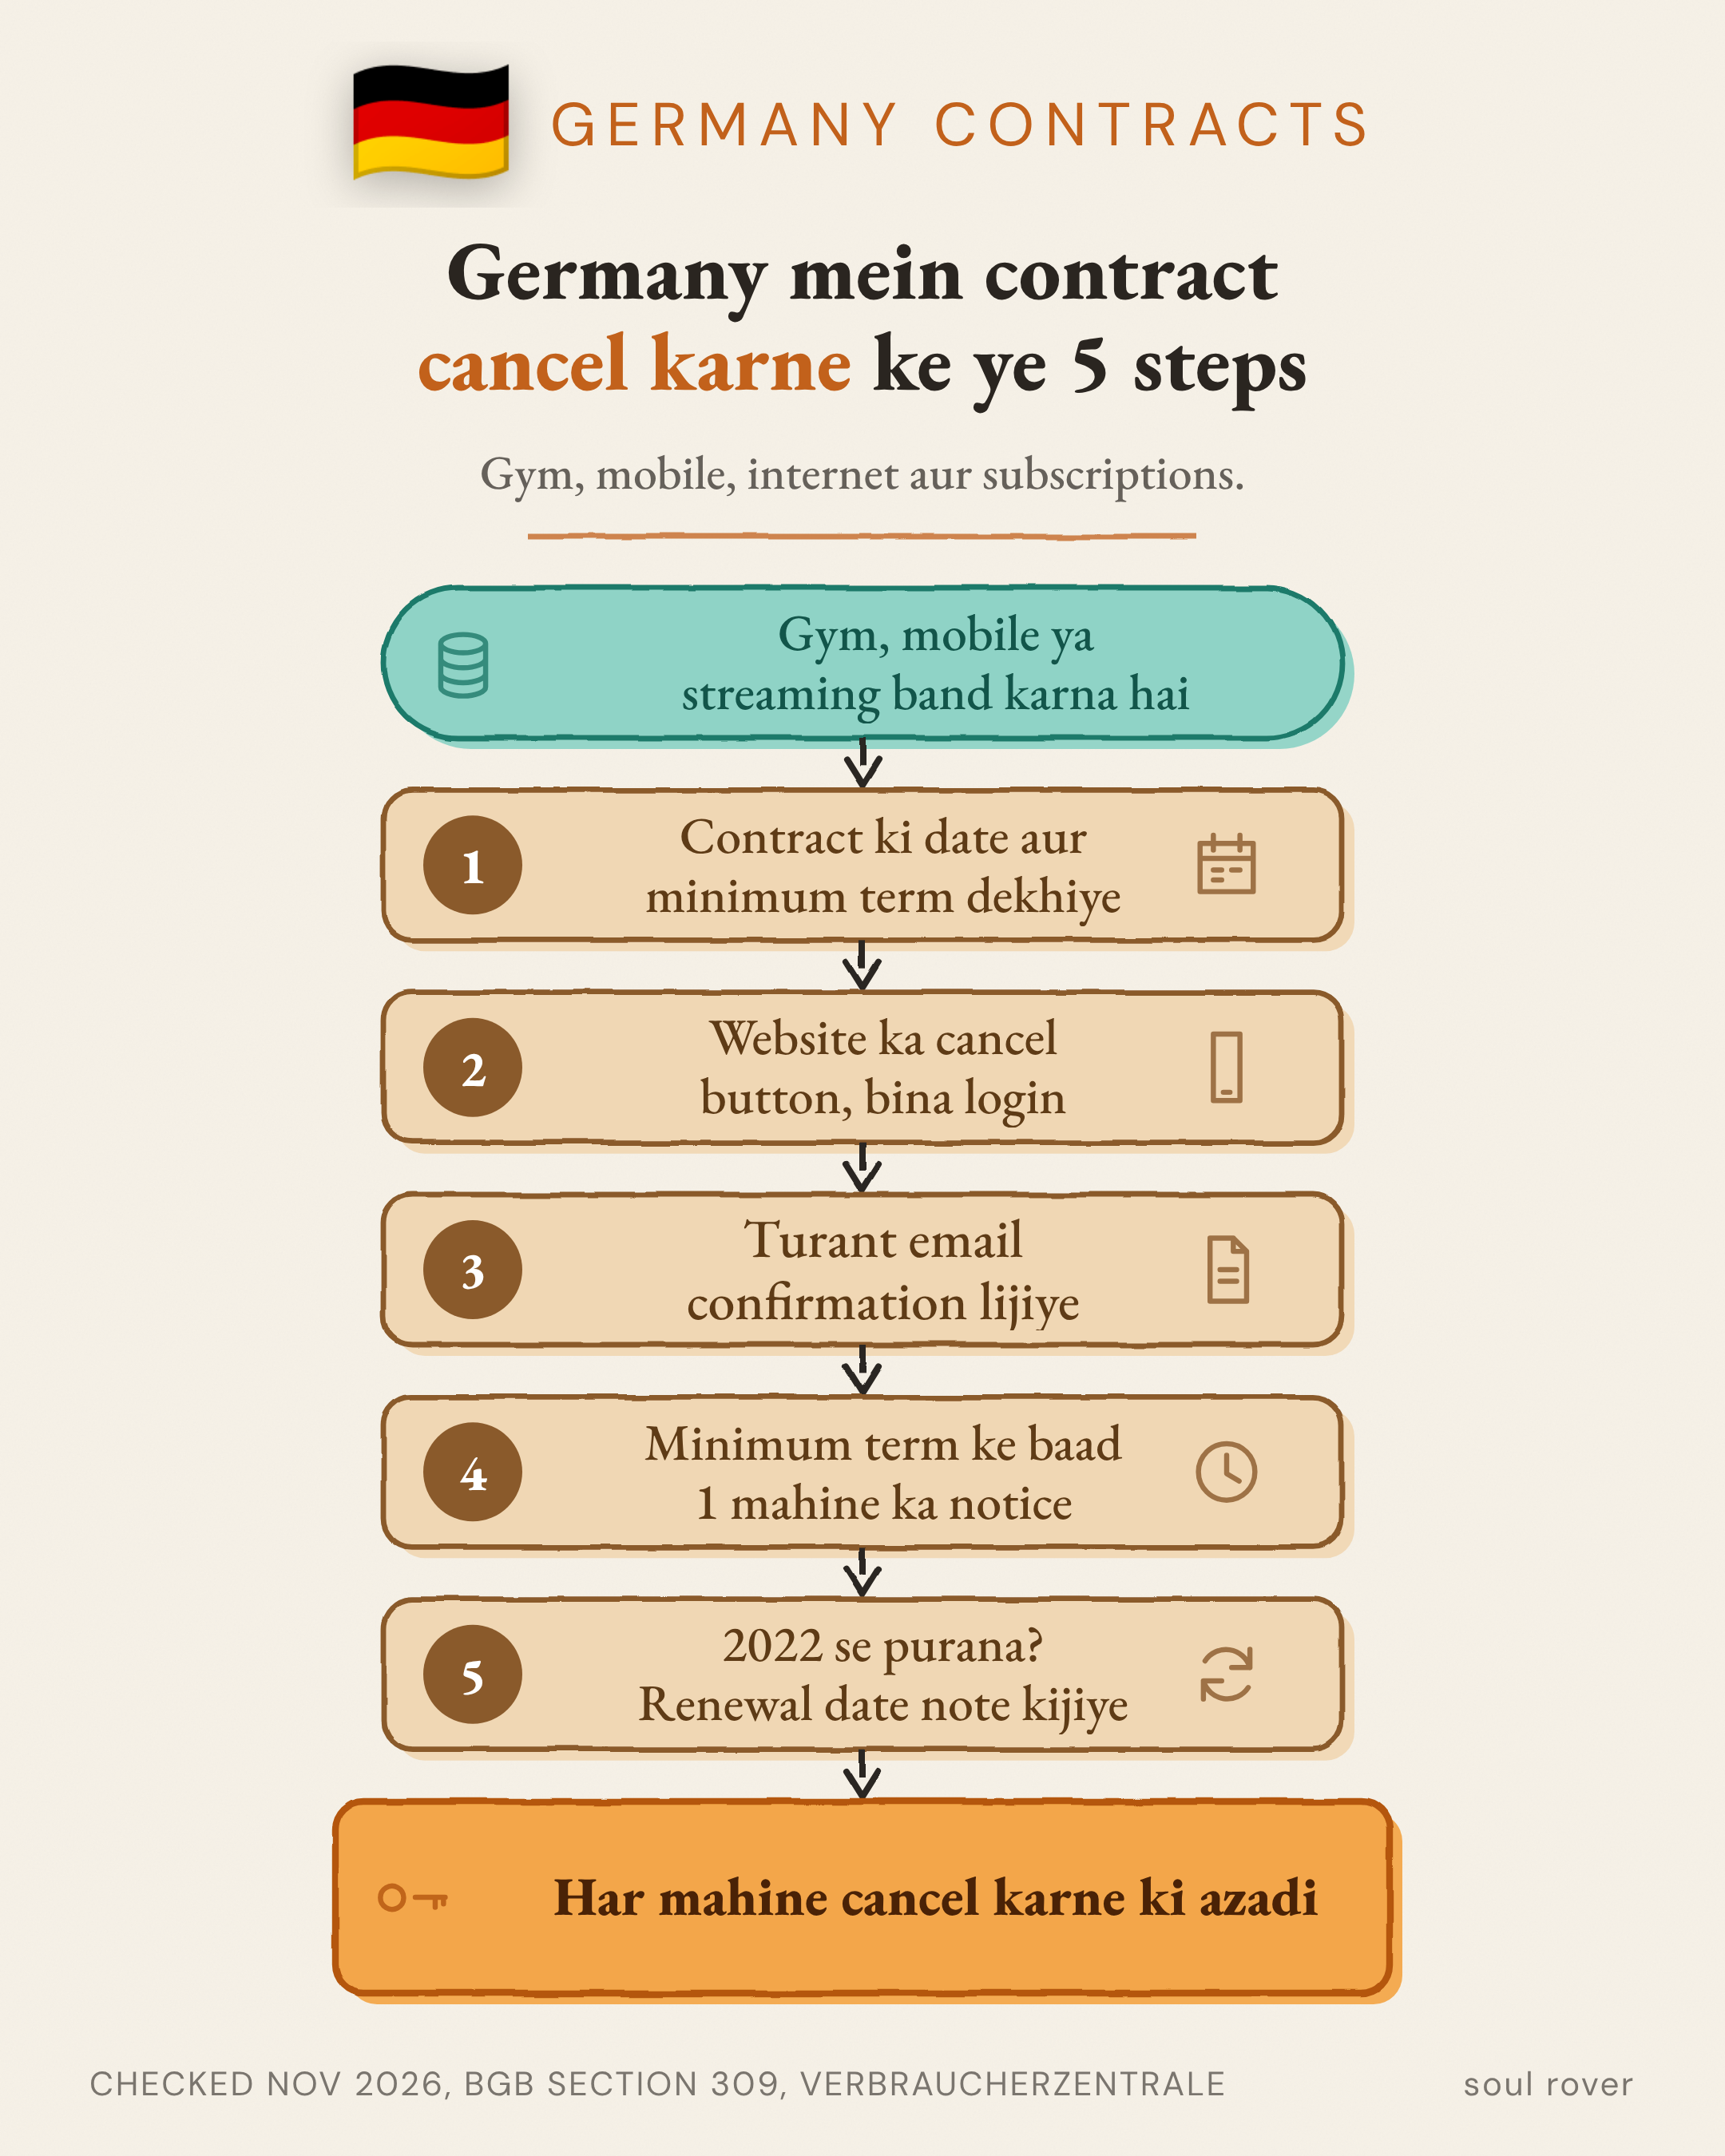 GERMANY CONTRACTS
Germany mein contract
cancel karne ke ye 5 steps
Gym, mobile, internet aur subscriptions.
Gym, mobile ya
streaming band karna hai
1
Contract ki date aur
minimum term dekhiye
2
Website ka cancel
button, bina login
3
Turant email
confirmation lijiye
4
Minimum term ke baad
1 mahine ka notice
5
2022 se purana?
Renewal date note kijiye
Har mahine cancel karne ki azadi
CHECKED NOV 2026, BGB SECTION 309, VERBRAUCHERZENTRALE
soul rover